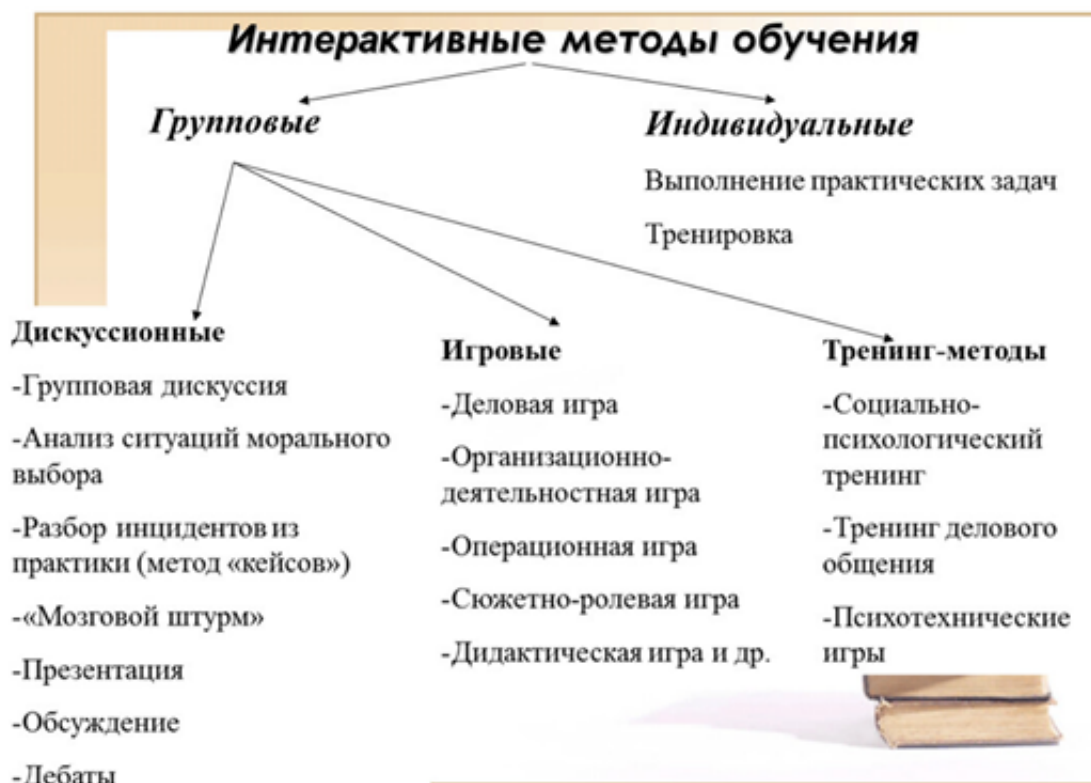 Интерактивные методы обучения
Групповые
Индивидуальные
Выполнение практических задач
Тренировка
Дискуссионные
-Групповая дискуссия
-Анализ ситуаций морального
выбора
-Разбор инцидентов из
практики (метод «кейсов»)
-«Мозговой штурм»
-Презентация
-Обсуждение
-Дебаты
Игровые
-Деловая игра
-Организационно-
деятельностная игра
-Операционная игра
-Сюжетно-ролевая игра
-Дидактическая игра и др.
Тренинг-методы
-Социально-
психологический
тренинг
-Тренинг делового
общения
-Психотехнические
игры